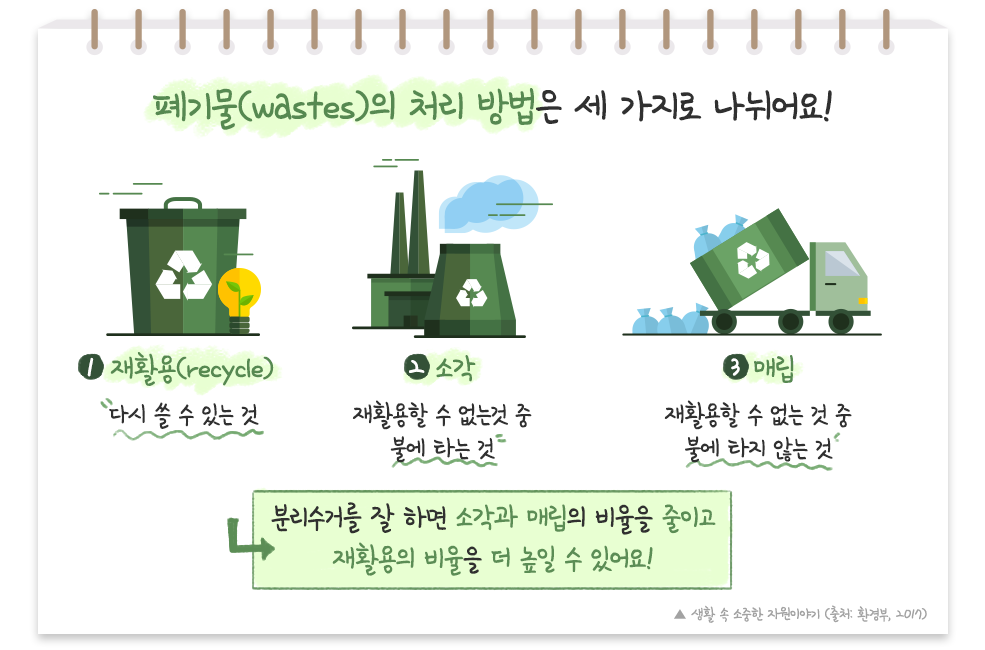 폐기물(wastes)의 처리 방법은 세 가지로 나뉘어요!
1 재활용(recycle)
다시 쓸 수 있는 것
2 소각
재활용할 수 없는것 중
불에 타는 것
3 매립
재활용할 수 없는 것 중
불에 타지 않는 것
분리수거를 잘 하면 소각과 매립의 비율을 줄이고
재활용의 비율을 더 높일 수 있어요!
▲ 생활 속 소중한 자원이야기 (출처: 환경부, 2017)